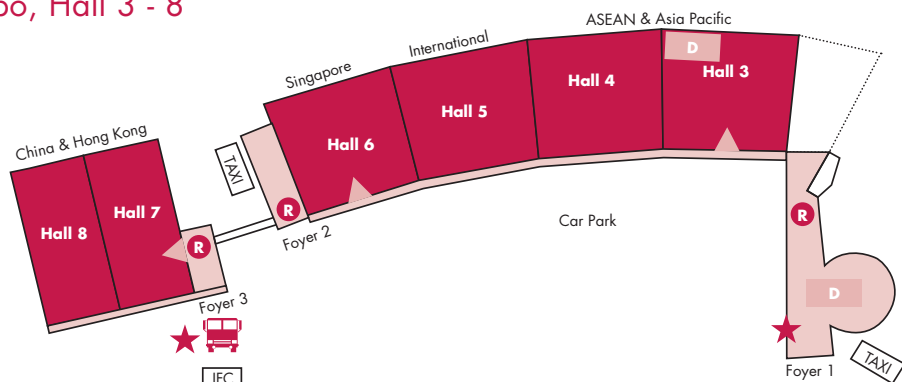 Hall 3 - 8
ASEAN & Asia Pacific
International
Singapore
China & Hong Kong
D
Hall 3
Hall 4
Hall 5
Hall 6
Hall 7
Hall 8
TAXI
R
Foyer 2
R
Foyer 3
Car Park
R
D
Foyer 1
TAXI